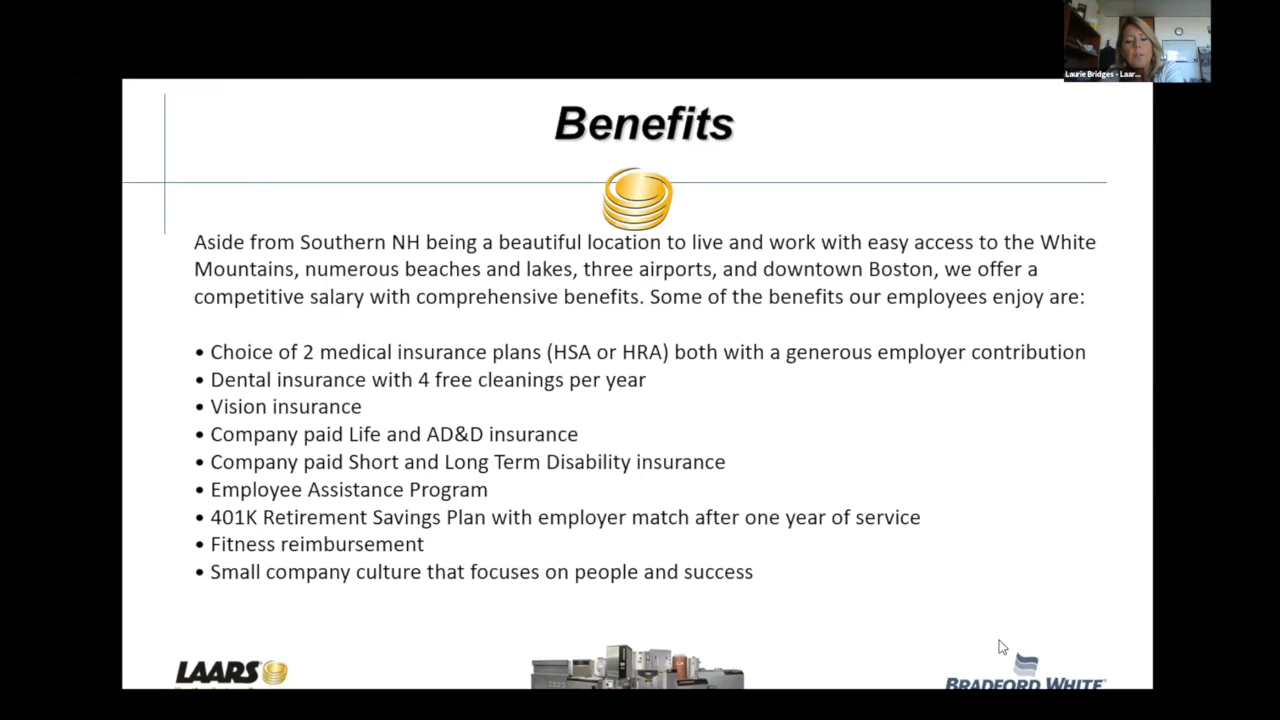 Laurie Bridges - Laar...
Benefits
Aside from Southern NH being a beautiful location to live and work with easy access to the White
Mountains, numerous beaches and lakes, three airports, and downtown Boston, we offer a
competitive salary with comprehensive benefits. Some of the benefits our employees enjoy are:
• Choice of 2 medical insurance plans (HSA or HRA) both with a generous employer contribution
• Dental insurance with 4 free cleanings per year
• Vision insurance
• Company paid Life and AD&D insurance
• Company paid Short and Long Term Disability insurance
• Employee Assistance Program
• 401K Retirement Savings Plan with employer match after one year of service
• Fitness reimbursement
• Small company culture that focuses on people and success
LAARS
BRADFORD WHITE